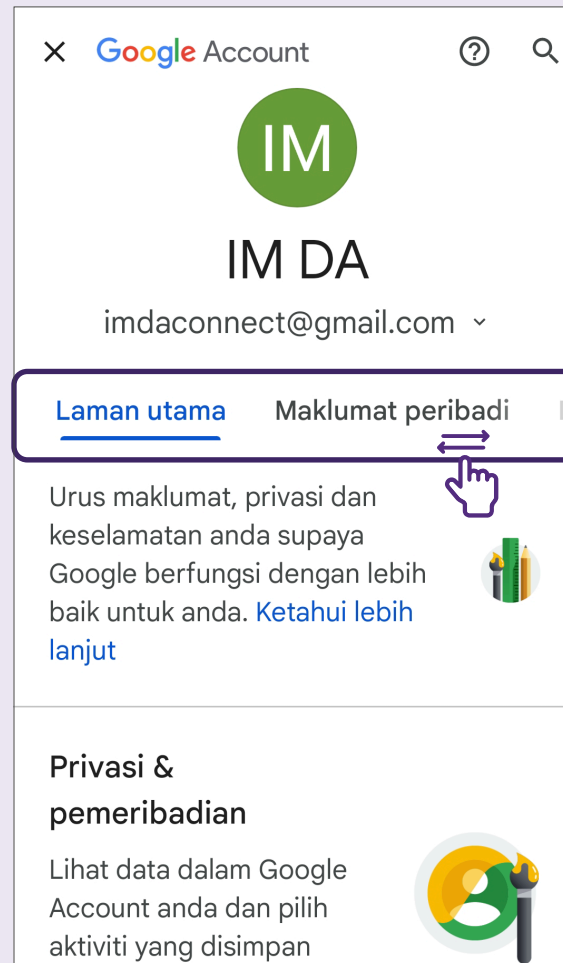 Google Account
IM
IM DA
imdaconnect@gmail.com
Laman utama Maklumat peribadi
Urus maklumat, privasi dan
keselamatan anda supaya
Google berfungsi dengan lebih
baik untuk anda. Ketahui lebih
lanjut
Privasi &
pemeribadian
Lihat data dalam Google
Account anda dan pilih
aktiviti yang disimpan